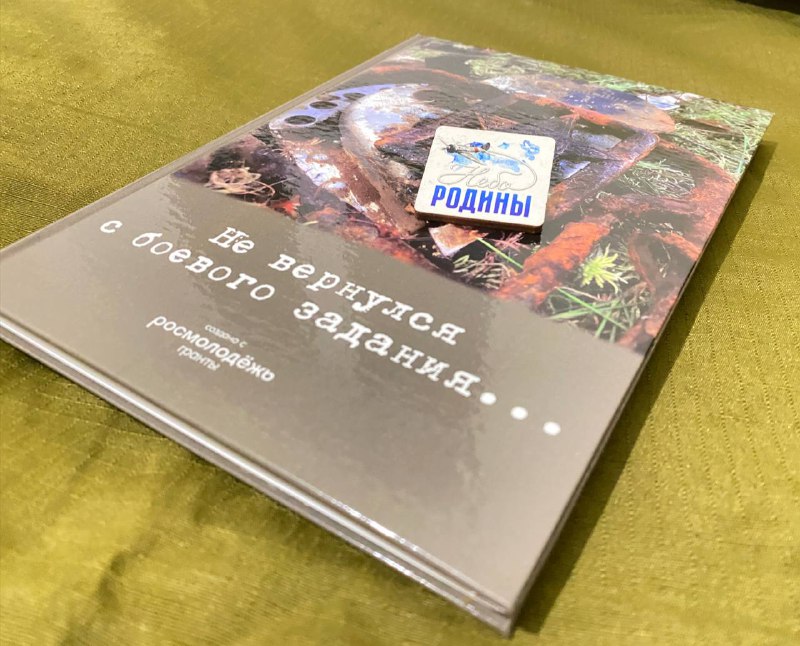 Небо
РОДИНЫ
Не вернулся
с боевого задания...
создано с
росмолодёжь
гранты